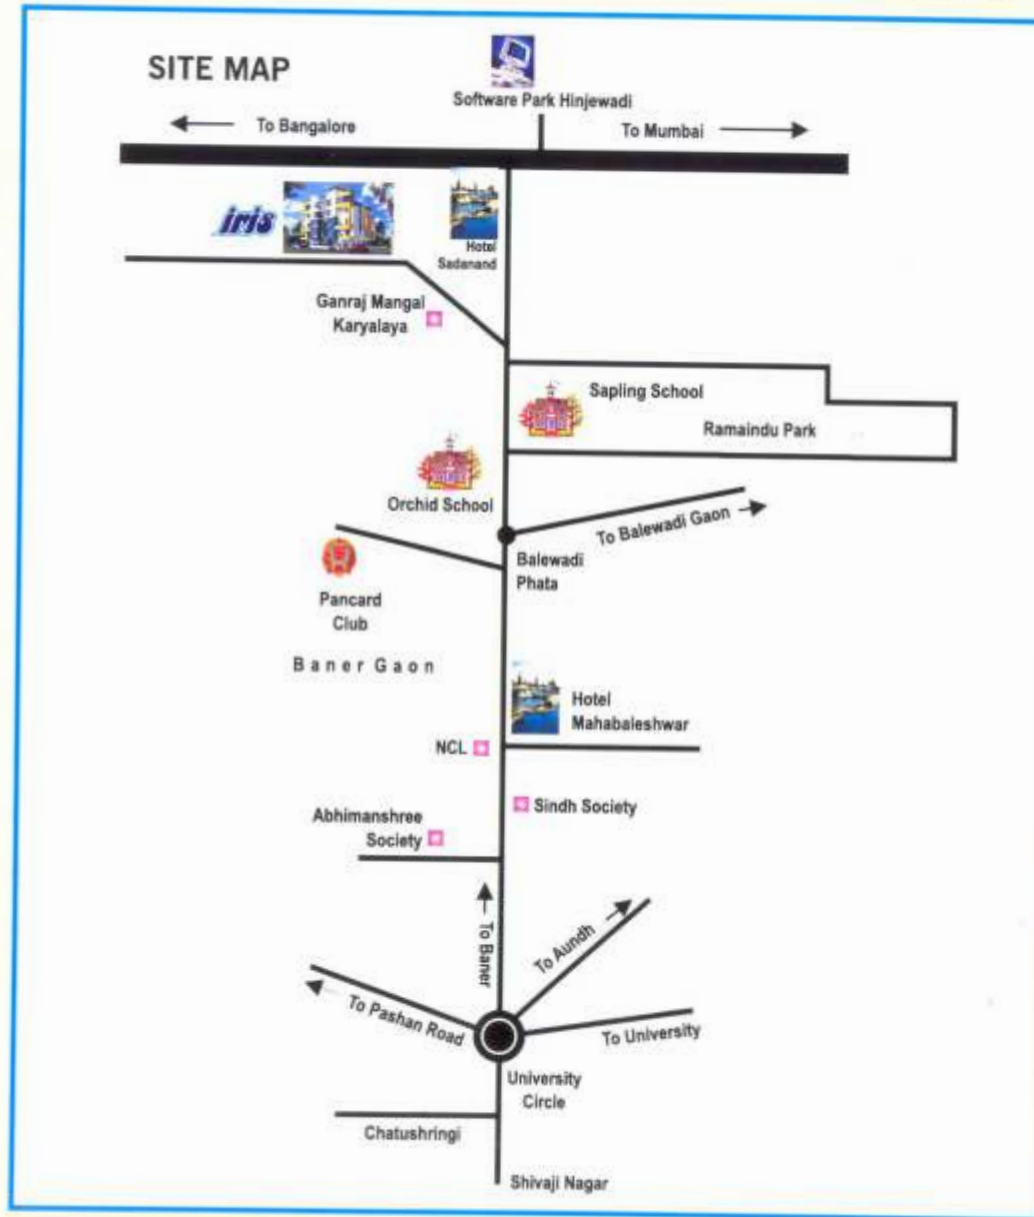 SITE MAP
Software Park Hinjewadi
To Bangalore
To Mumbai
iris
Hotel
Sadanand
Ganraj Mangal
Karyalaya
Sapling School
Ramaindu Park
Orchid School
To Balewadi Gaon
Balewadi
Phata
Pancard
Club
Baner Gaon
Hotel
Mahabaleshwar
NCL
Sindh Society
Abhimanshree
Society
To Baner
To Aundh
To Pashan Road
To University
University
Circle
Chatushringi
Shivaji Nagar